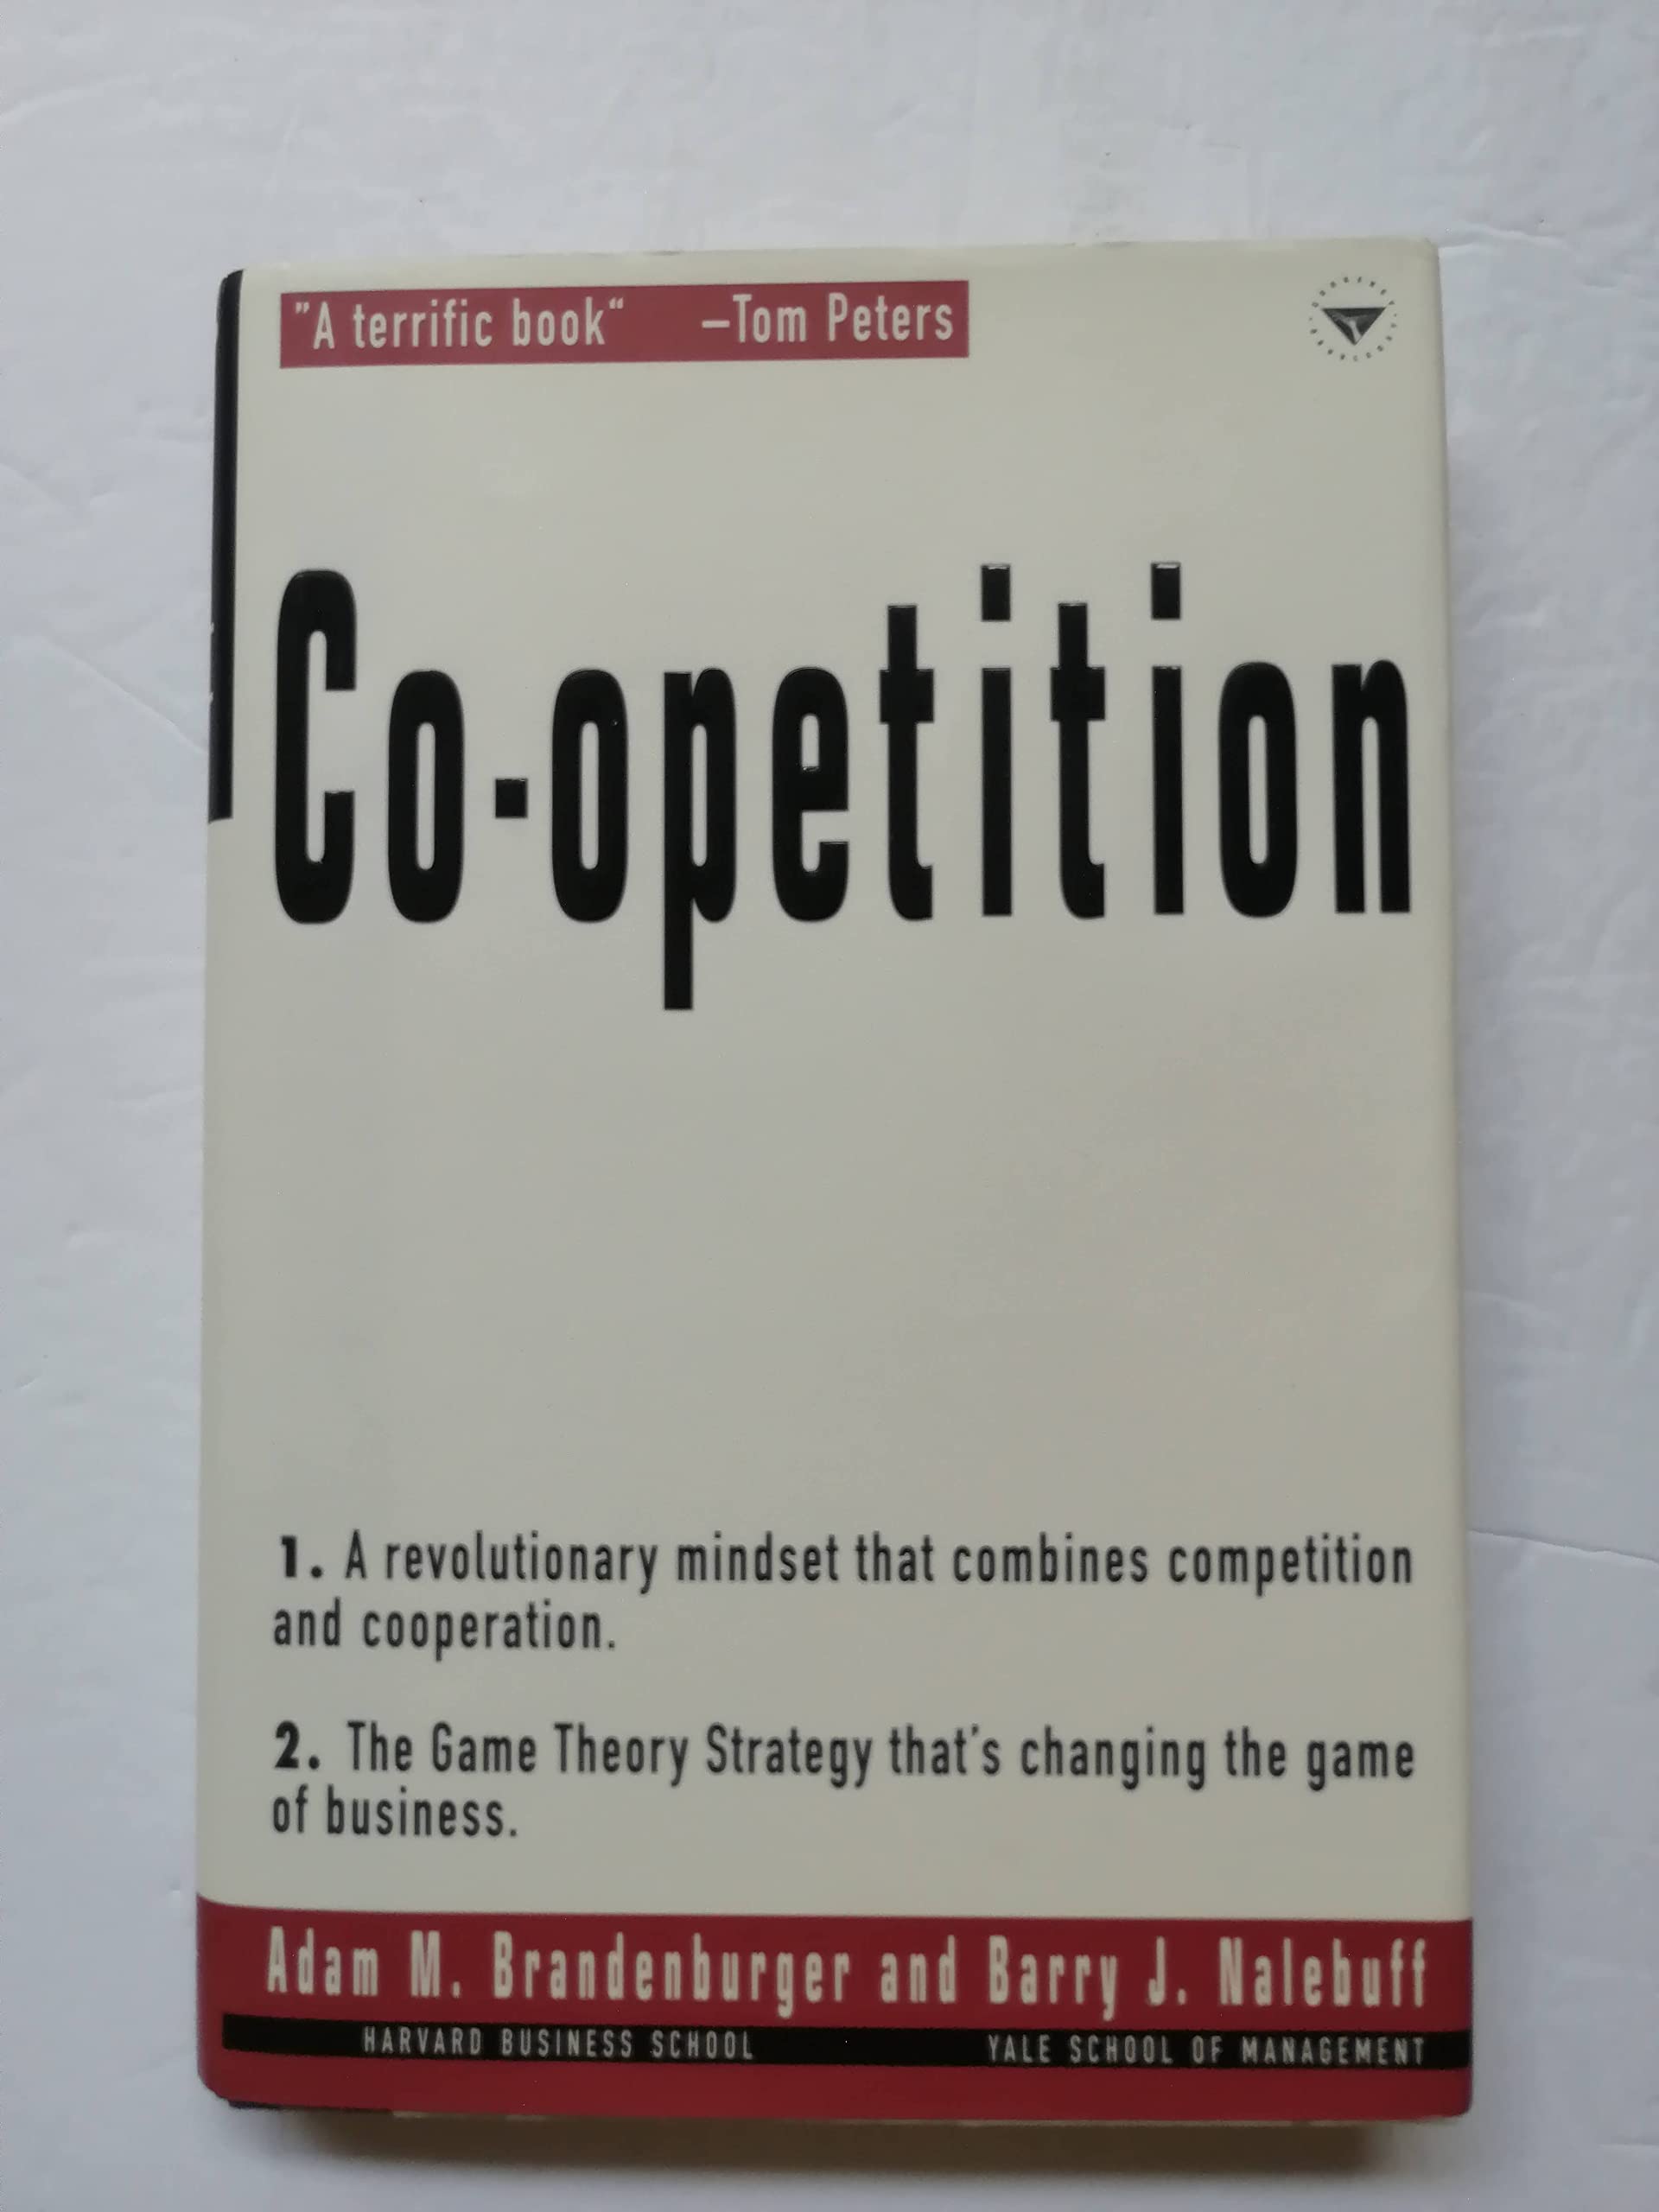 "A terrific book" –Tom Peters
Co-opetition
1. A revolutionary mindset that combines competition
and cooperation.
2. The Game Theory Strategy that's changing the game
of business.
Adam M. Brandenburger and Barry J. Nalebuff
HARVARD BUSINESS SCHOOL YALE SCHOOL OF MANAGEMENT